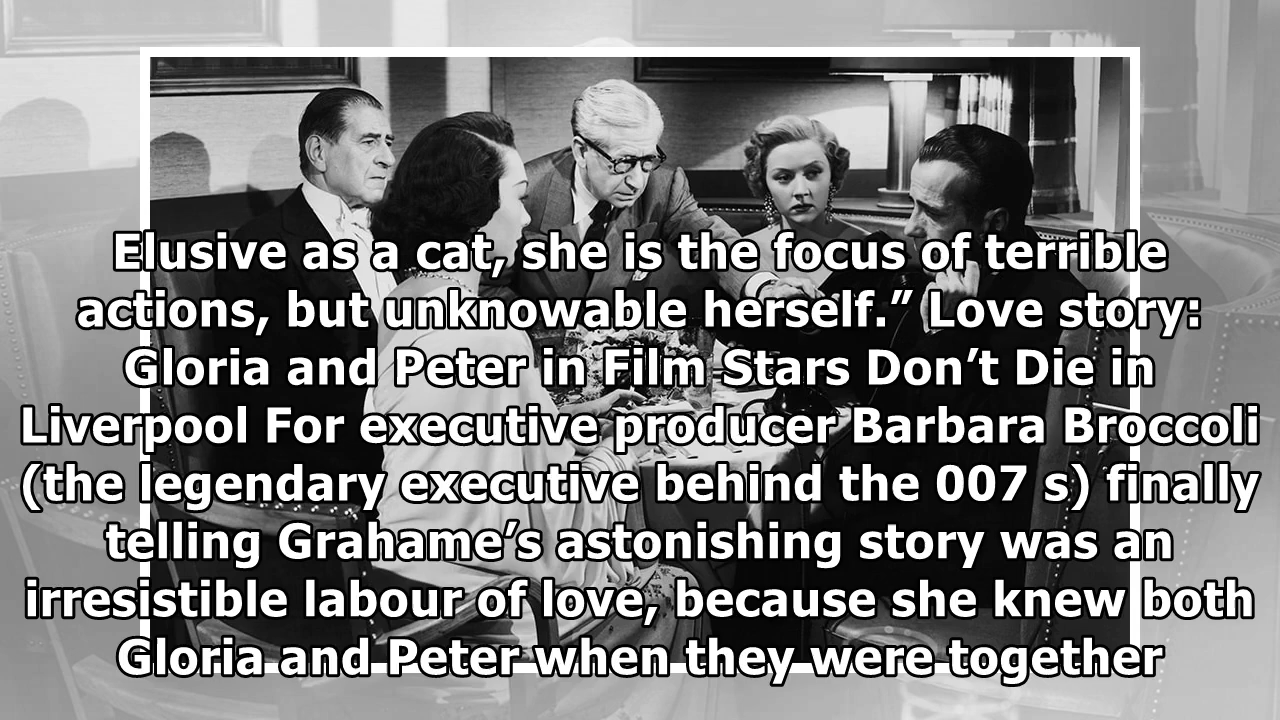 Elusive as a cat, she is the focus of terrible
actions, but unknowable herself.” Love story:
Gloria and Peter in Film Stars Don’t Die in
Liverpool For executive producer Barbara Broccoli
(the legendary executive behind the 007 s) finally
telling Grahame’s astonishing story was an
irresistible labour of love, because she knew both
Gloria and Peter when they were together